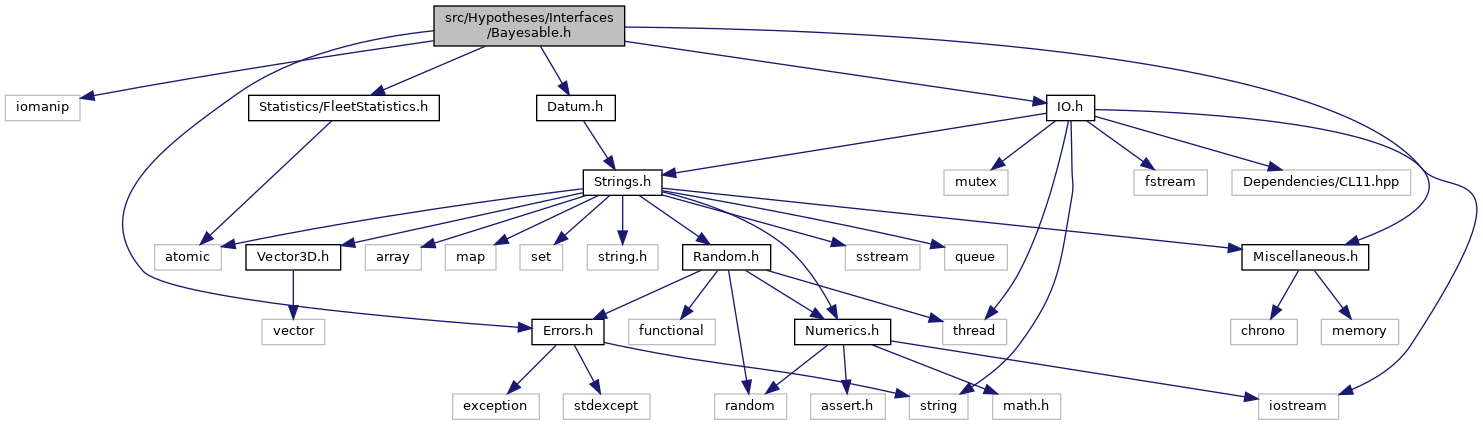 src/Hypotheses/Interfaces
/Bayesable.h
iomanip
Statistics/FleetStatistics.h
Datum.h
IO.h
Strings.h
mutex
fstream
Dependencies/CL11.hpp
atomic
Vector3D.h
array
map
set
string.h
Random.h
sstream
queue
Miscellaneous.h
vector
Errors.h
functional
Numerics.h
thread
chrono
memory
exception
stdexcept
random
assert.h
string
math.h
iostream